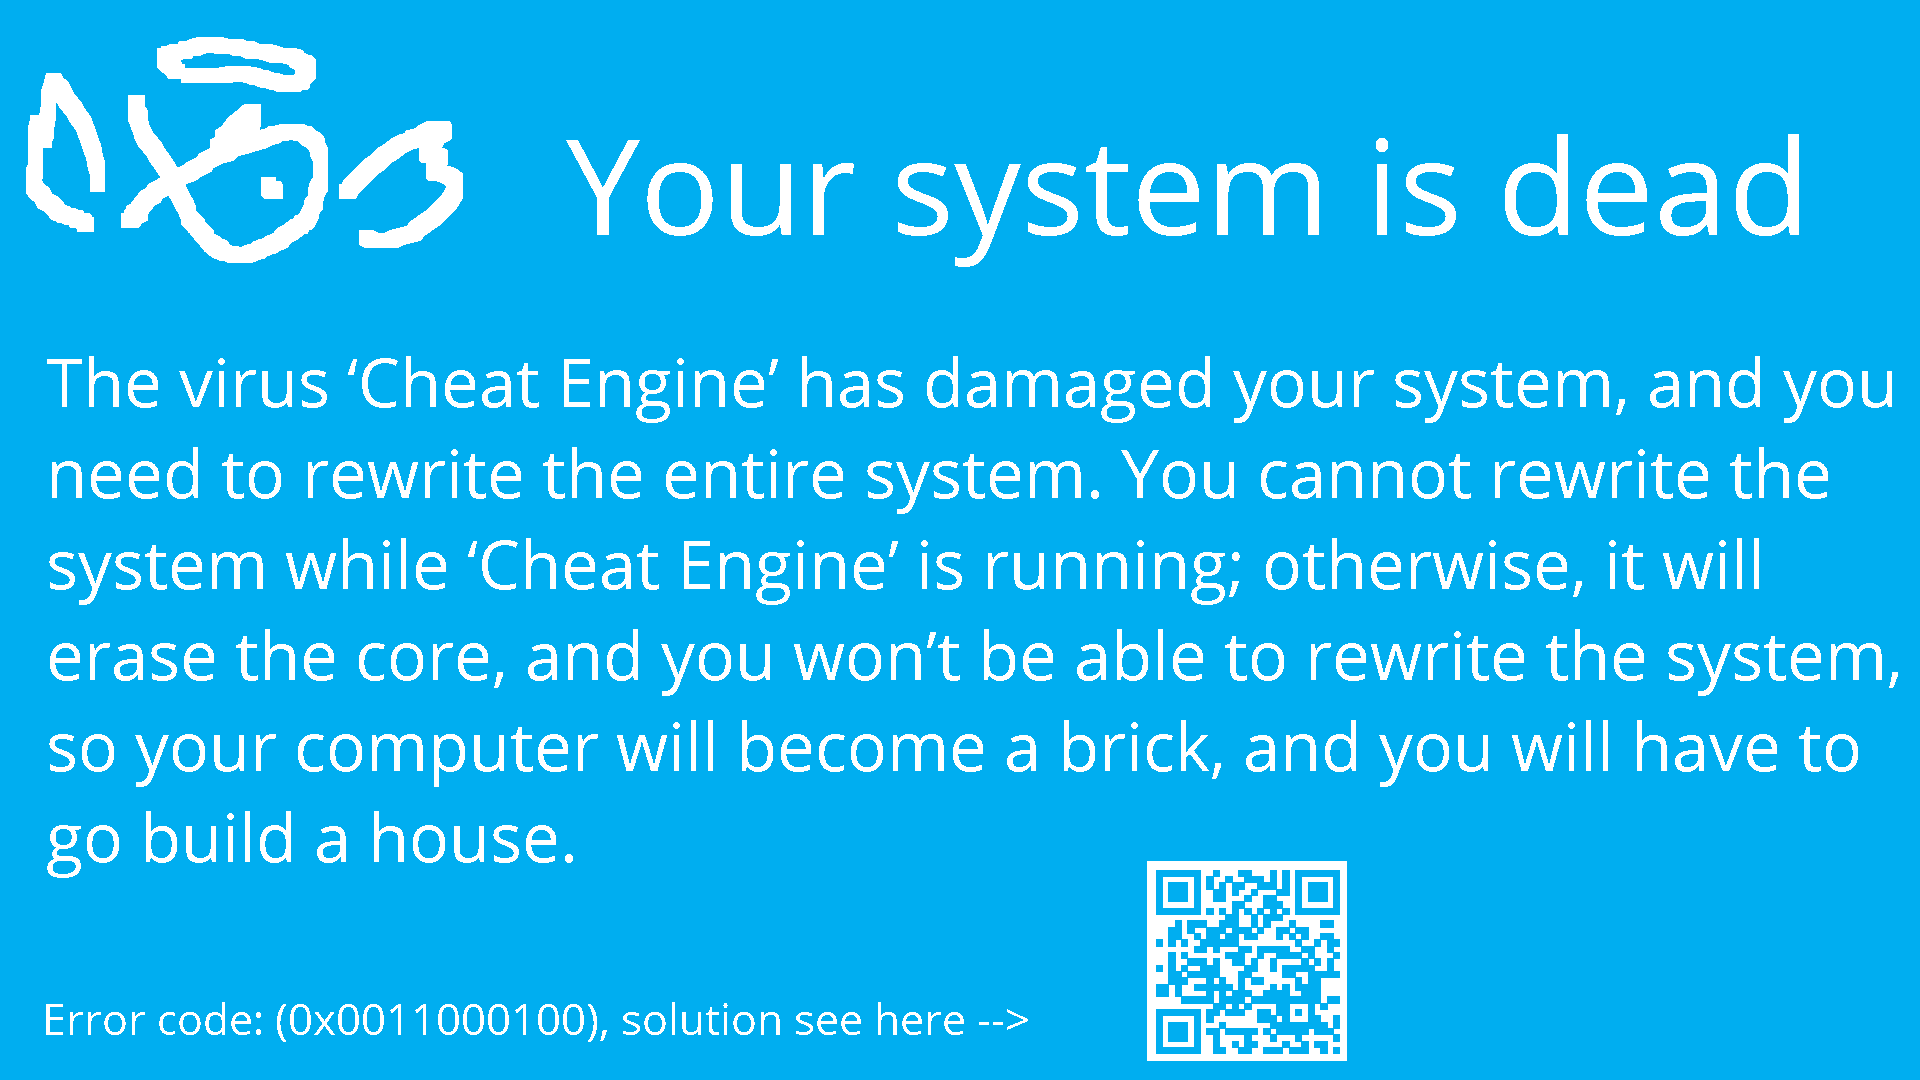 Your system is dead
The virus ‘Cheat Engine’ has damaged your system, and you
need to rewrite the entire system. You cannot rewrite the
system while ‘Cheat Engine’ is running; otherwise, it will
erase the core, and you won’t be able to rewrite the system,
so your computer will become a brick, and you will have to
go build a house.
Error code: (0x0011000100), solution see here -->